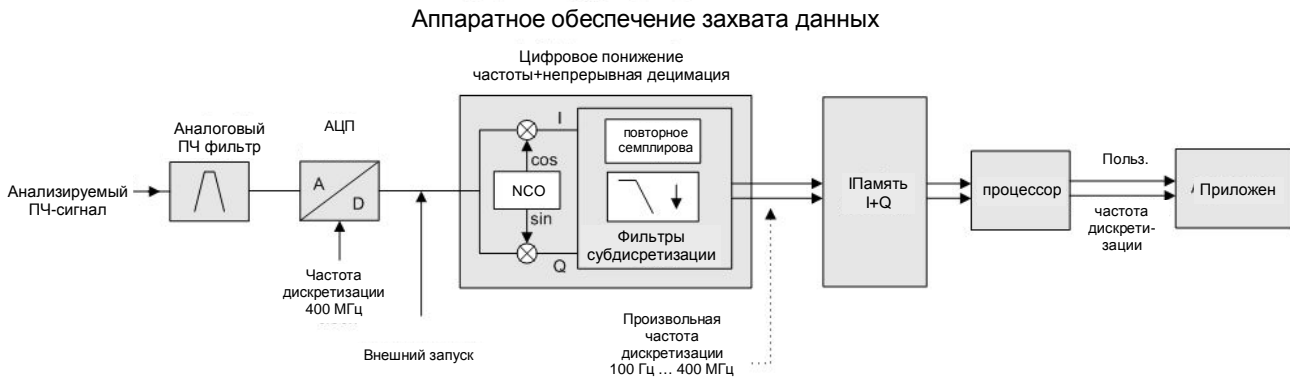 Аппаратное обеспечение захвата данных
Цифровое понижение
частоты+непрерывная децимация
Аналоговый
ПЧ фильтр
АЦП
Анализируемый
ПЧ-сигнал
A
D
Частота
дискретизации
400 МГц
Внешний запуск
I
cos
NCO
sin
Q
повторное
семплирова
Фильтры
субдисретизации
Произвольная
частота
дискретизации
100 Гц ... 400 МГц
IПамять
I+Q
процессор
Польз.
частота
дискрети-
зации
Приложен